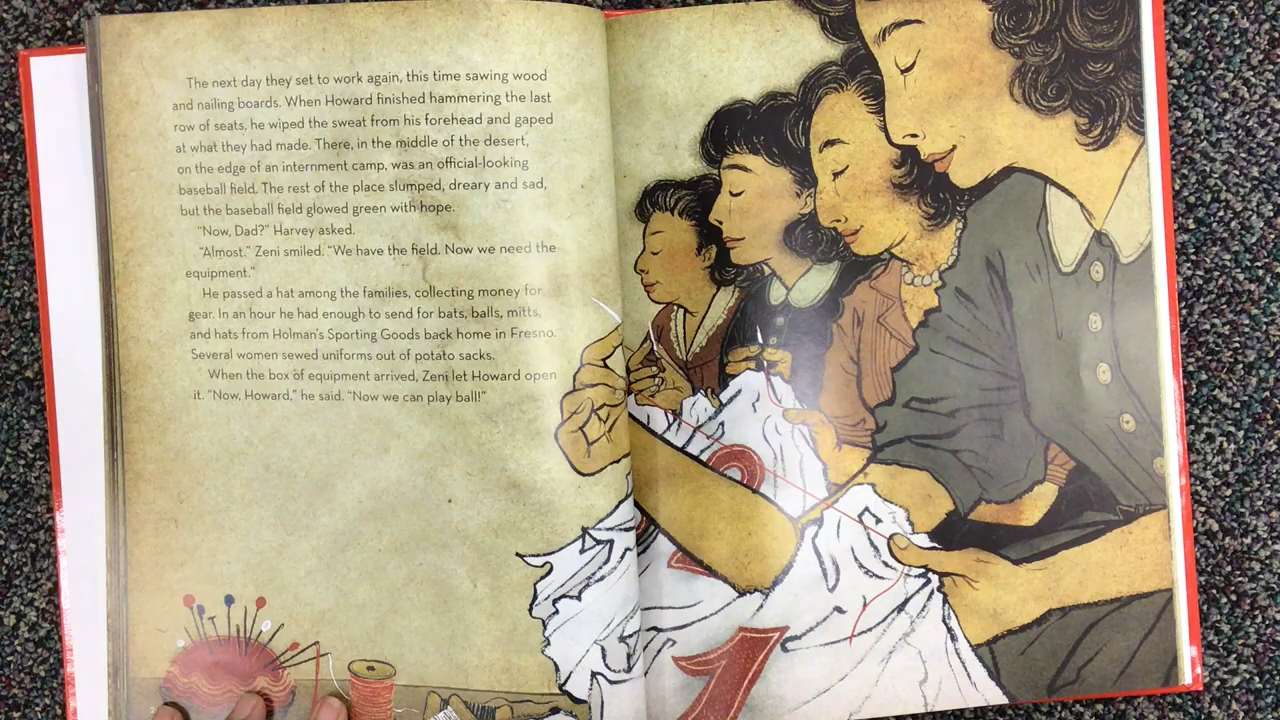 The next day they set to work again, this time sawing wood
and nailing boards. When Howard finished hammering the last
row of seats, he wiped the sweat from his forehead and gaped
at what they had made. There, in the middle of the desert,
on the edge of an internment camp, was an official-looking
baseball field. The rest of the place slumped, dreary and sad,
but the baseball field glowed green with hope.
“Now, Dad?” Harvey asked.
“Almost.” Zeni smiled. “We have the field. Now we need the
equipment.”
He passed a hat among the families, collecting money for
gear. In an hour he had enough to send for bats, balls, mitts,
and hats from Holman’s Sporting Goods back home in Fresno.
Several women sewed uniforms out of potato sacks.
When the box of equipment arrived, Zeni let Howard open
it. “Now, Howard,” he said. “Now we can play ball!”
1